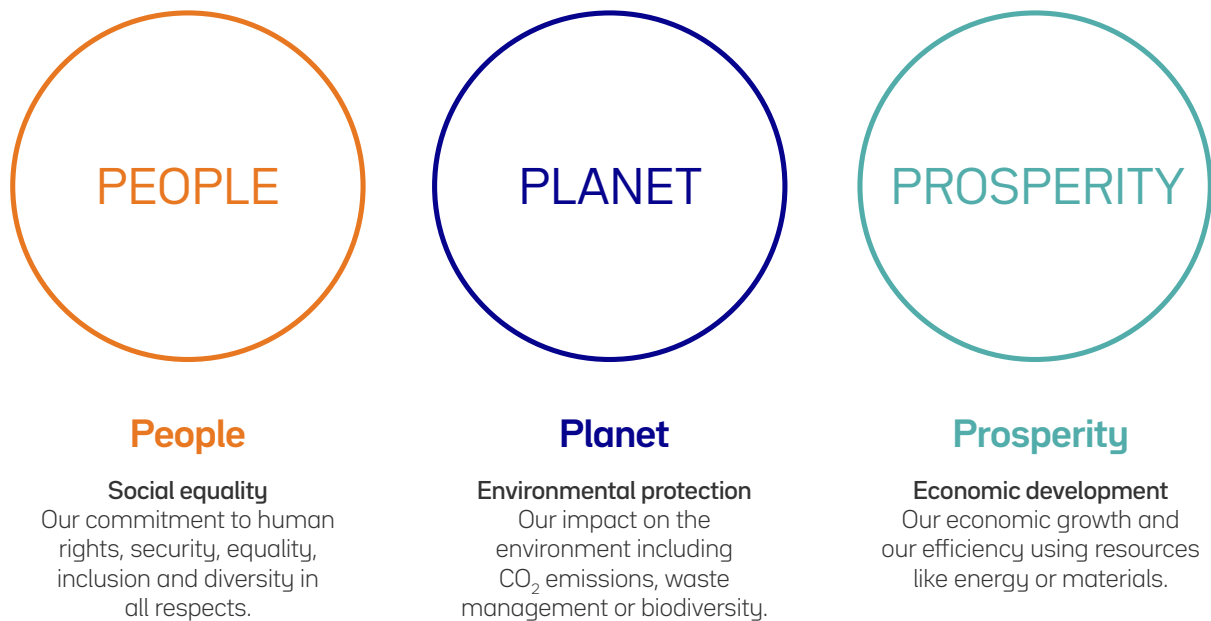 PEOPLE
PLANET
PROSPERITY
People
Social equality
Our commitment to human
rights, security, equality,
inclusion and diversity in
all respects.
Planet
Environmental protection
Our impact on the
environment including
CO₂ emissions, waste
management or biodiversity.
Prosperity
Economic development
Our economic growth and
our efficiency using resources
like energy or materials.